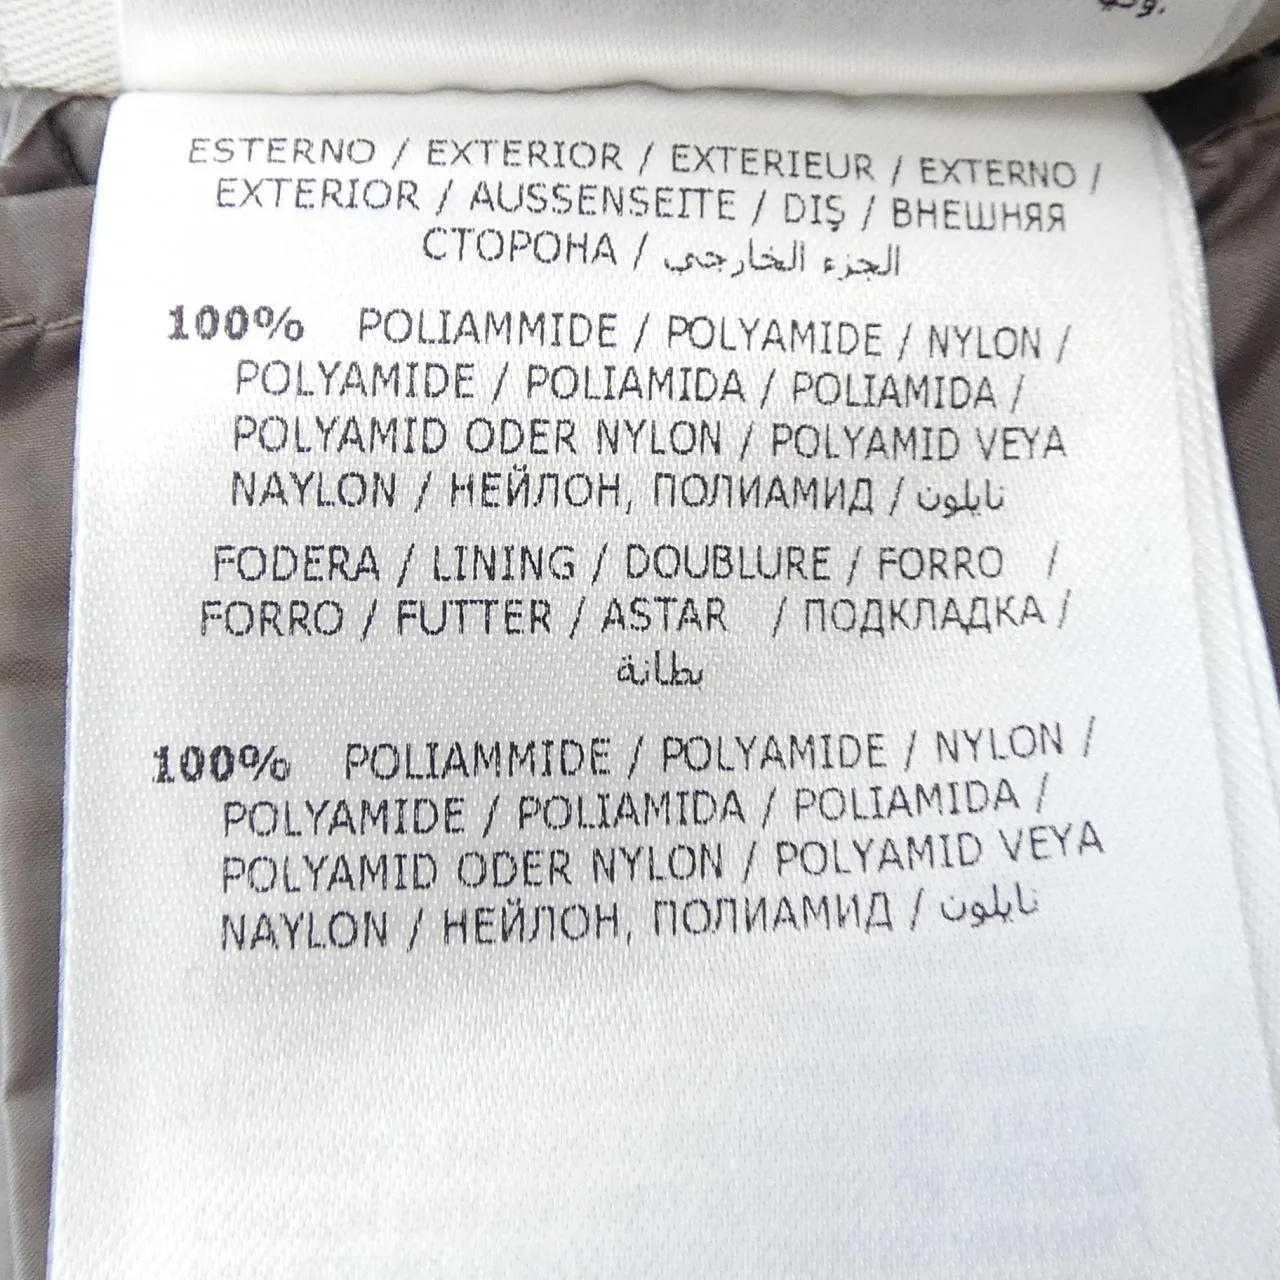 ESTERNO / EXTERIOR / EXTERIEUR / EXTERNO /
EXTERIOR / AUSSENSEITE / DIŞ / ВНЕШНЯЯ
СТОРОНА / الجزء الخارجي
100% POLIAMMIDE / POLYAMIDE / NYLON /
POLYAMIDE / POLIAMIDA / POLIAMIDA /
POLYAMID ODER NYLON / POLYAMID VEYA
NAYLON / НЕЙЛОН, ПОЛИАМИД / نايلون
FODERA / LINING / DOUBLURE / FORRO /
FORRO / FUTTER / ASTAR / ПОДКЛАДКА /
بطانة
100% POLIAMMIDE / POLYAMIDE / NYLON /
POLYAMIDE / POLIAMIDA / POLIAMIDA /
POLYAMID ODER NYLON / POLYAMID VEYA
NAYLON / НЕЙЛОН, ПОЛИАМИД / نايلون